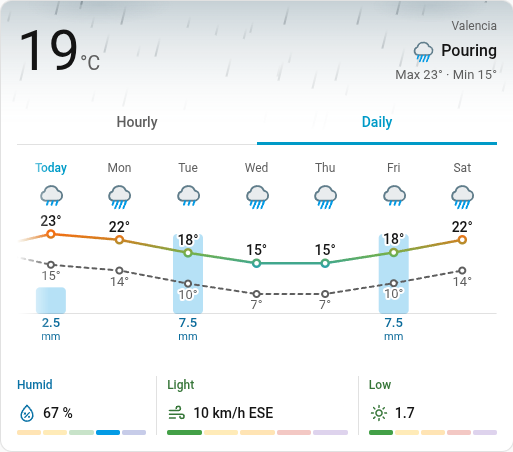 19°C
Valencia
Pouring
Max 23° · Min 15°
Hourly Daily
Today Mon Tue Wed Thu Fri Sat
23° 22° 18° 15° 15° 18° 22°
15° 14° 10° 7° 7° 10° 14°
2.5 7.5 7.5
mm mm mm
Humid Light Low
67 % 10 km/h ESE 1.7